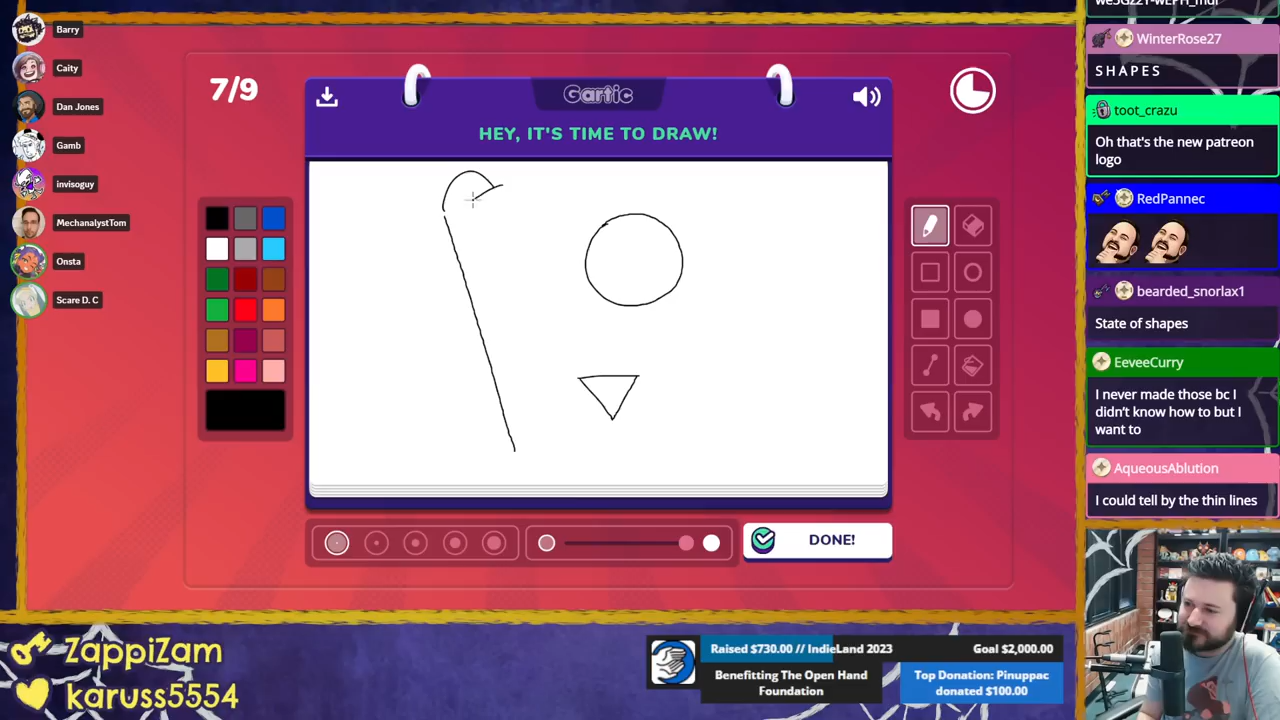 Barry
Caity
Dan Jones
Gamb
invisoguy
MechanalystTom
Onsta
Scare D. C
7/9
Gartic
HEY, IT'S TIME TO DRAW!
DONE!
WinterRose27
SHAPES
toot_crazu
Oh that's the new patreon
logo
RedPannec
bearded_snorlax1
State of shapes
EeveeCurry
I never made those bc I
didn't know how to but I
want to
AqueousAblution
I could tell by the thin lines
ZappiZam
karuss5554
Raised $730.00 // IndieLand 2023
Goal $2,000.00
Benefitting The Open Hand
Foundation
Top Donation: Pinuppac
donated $100.00